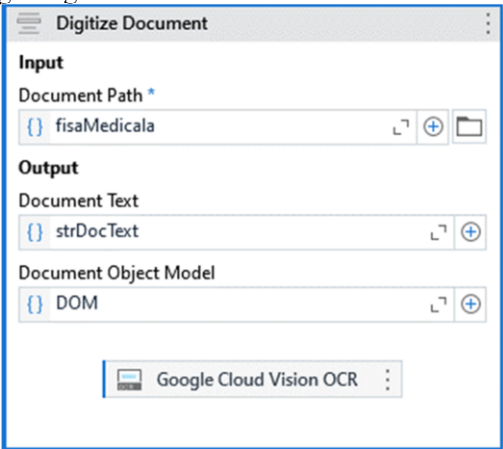 Digitize Document
Input
Document Path *
{} fisaMedicala
Output
Document Text
{} strDocText
Document Object Model
{} DOM
Google Cloud Vision OCR